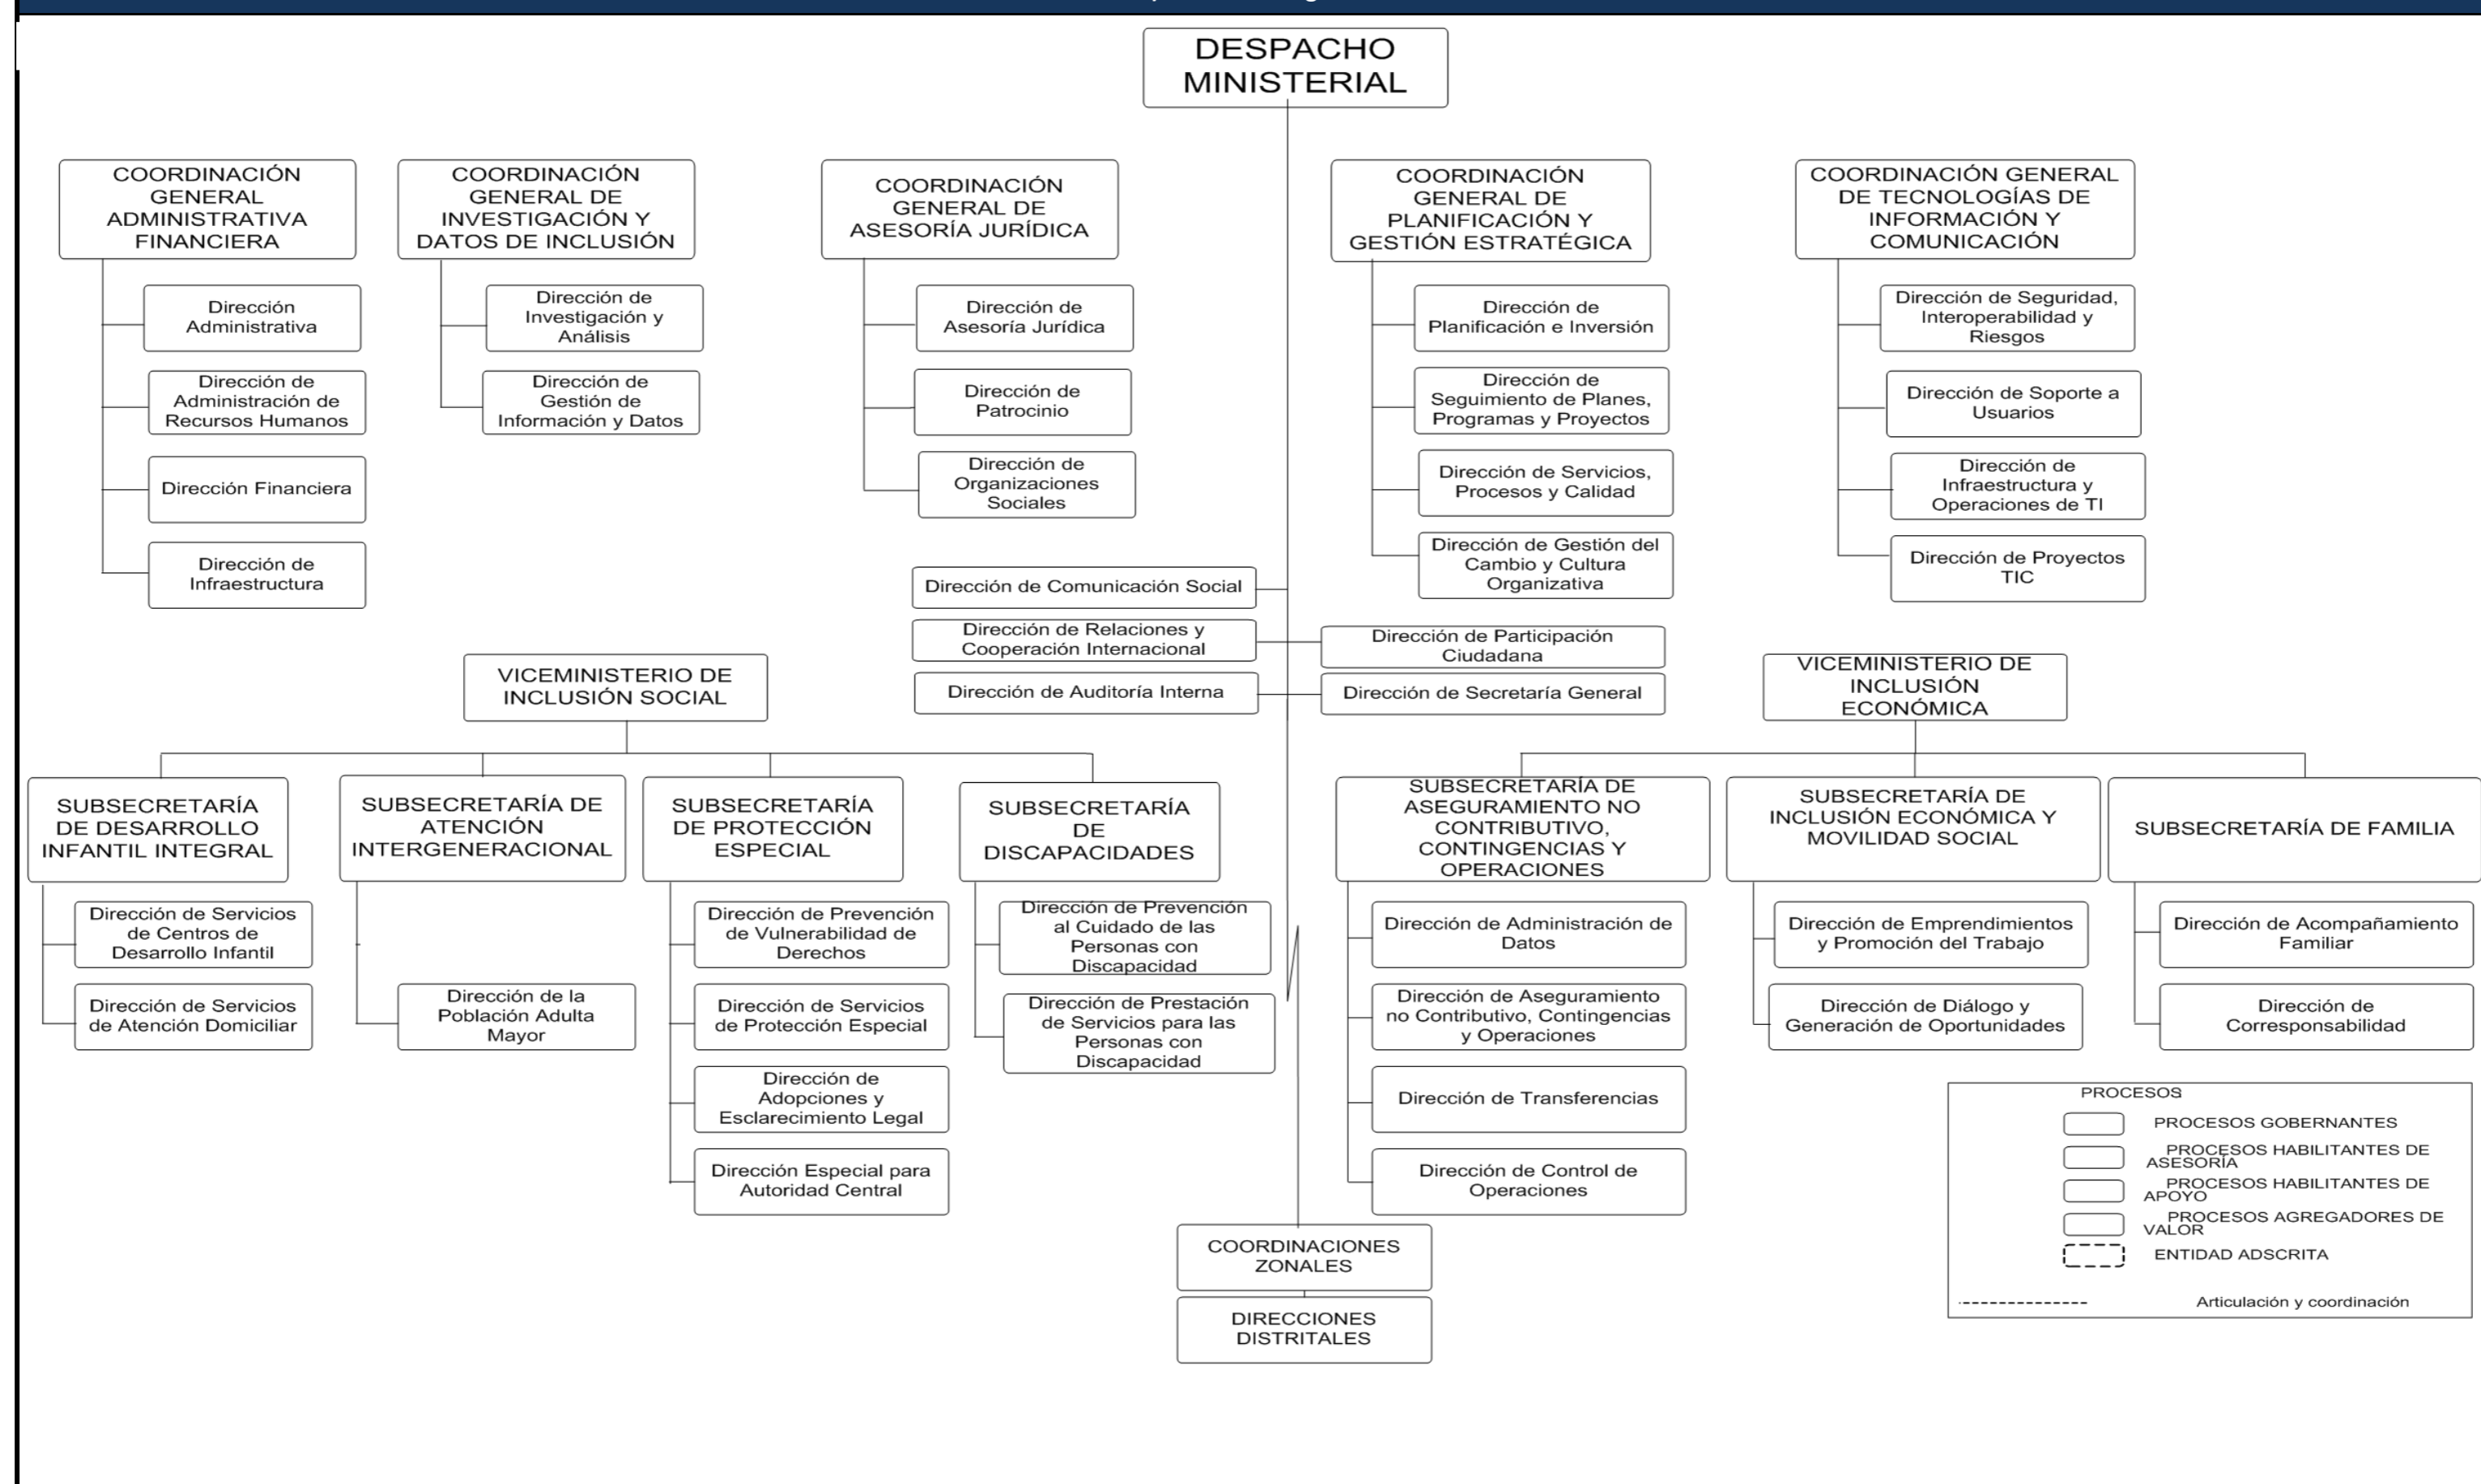 DESPACHO
MINISTERIAL
COORDINACIÓN
GENERAL
ADMINISTRATIVA
FINANCIERA
Dirección
Administrativa
Dirección de
Administración de
Recursos Humanos
Dirección Financiera
Dirección de
Infraestructura
COORDINACIÓN
GENERAL DE
INVESTIGACIÓN Y
DATOS DE INCLUSIÓN
Dirección de
Investigación y
Análisis
Dirección de
Gestión de
Información y Datos
COORDINACIÓN
GENERAL DE
ASESORÍA JURÍDICA
Dirección de
Asesoría Jurídica
Dirección de
Patrocinio
Dirección de
Organizaciones
Sociales
COORDINACIÓN
GENERAL DE
PLANIFICACIÓN Y
GESTIÓN ESTRATÉGICA
Dirección de
Planificación e Inversión
Dirección de
Seguimiento de Planes,
Programas y Proyectos
Dirección de Servicios,
Procesos y Calidad
Dirección de Gestión del
Cambio y Cultura
Organizativa
COORDINACIÓN GENERAL
DE TECNOLOGÍAS DE
INFORMACIÓN Y
COMUNICACIÓN
Dirección de Seguridad,
Interoperabilidad y
Riesgos
Dirección de Soporte a
Usuarios
Dirección de
Infraestructura y
Operaciones de TI
Dirección de Proyectos
TIC
Dirección de Comunicación Social
Dirección de Relaciones y
Cooperación Internacional
Dirección de Participación
Ciudadana
Dirección de Auditoría Interna
Dirección de Secretaría General
VICEMINISTERIO DE
INCLUSIÓN SOCIAL
SUBSECRETARÍA
DE DESARROLLO
INFANTIL INTEGRAL
Dirección de Servicios
de Centros de
Desarrollo Infantil
Dirección de Servicios
de Atención Domiciliar
SUBSECRETARÍA DE
ATENCIÓN
INTERGENERACIONAL
Dirección de la
Población Adulta
Mayor
SUBSECRETARÍA
DE PROTECCIÓN
ESPECIAL
Dirección de Prevención
de Vulnerabilidad de
Derechos
Dirección de Servicios
de Protección Especial
Dirección de
Adopciones y
Esclarecimiento Legal
Dirección Especial para
Autoridad Central
SUBSECRETARÍA
DE
DISCAPACIDADES
Dirección de Prevención
al Cuidado de las
Personas con
Discapacidad
Dirección de Prestación
de Servicios para las
Personas con
Discapacidad
VICEMINISTERIO DE
INCLUSIÓN
ECONÓMICA
SUBSECRETARÍA DE
ASEGURAMIENTO NO
CONTRIBUTIVO,
CONTINGENCIAS Y
OPERACIONES
Dirección de Administración de
Datos
Dirección de Aseguramiento
no Contributivo, Contingencias
y Operaciones
Dirección de Transferencias
Dirección de Control de
Operaciones
SUBSECRETARÍA DE
INCLUSIÓN ECONÓMICA Y
MOVILIDAD SOCIAL
Dirección de Emprendimientos
y Promoción del Trabajo
Dirección de Diálogo y
Generación de Oportunidades
SUBSECRETARÍA DE FAMILIA
Dirección de Acompañamiento
Familiar
Dirección de
Corresponsabilidad
COORDINACIONES
ZONALES
DIRECCIONES
DISTRITALES
PROCESOS
PROCESOS GOBERNANTES
PROCESOS HABILITANTES DE
ASESORÍA
PROCESOS HABILITANTES DE
APOYO
PROCESOS AGREGADORES DE
VALOR
ENTIDAD ADSCRITA
Articulación y coordinación